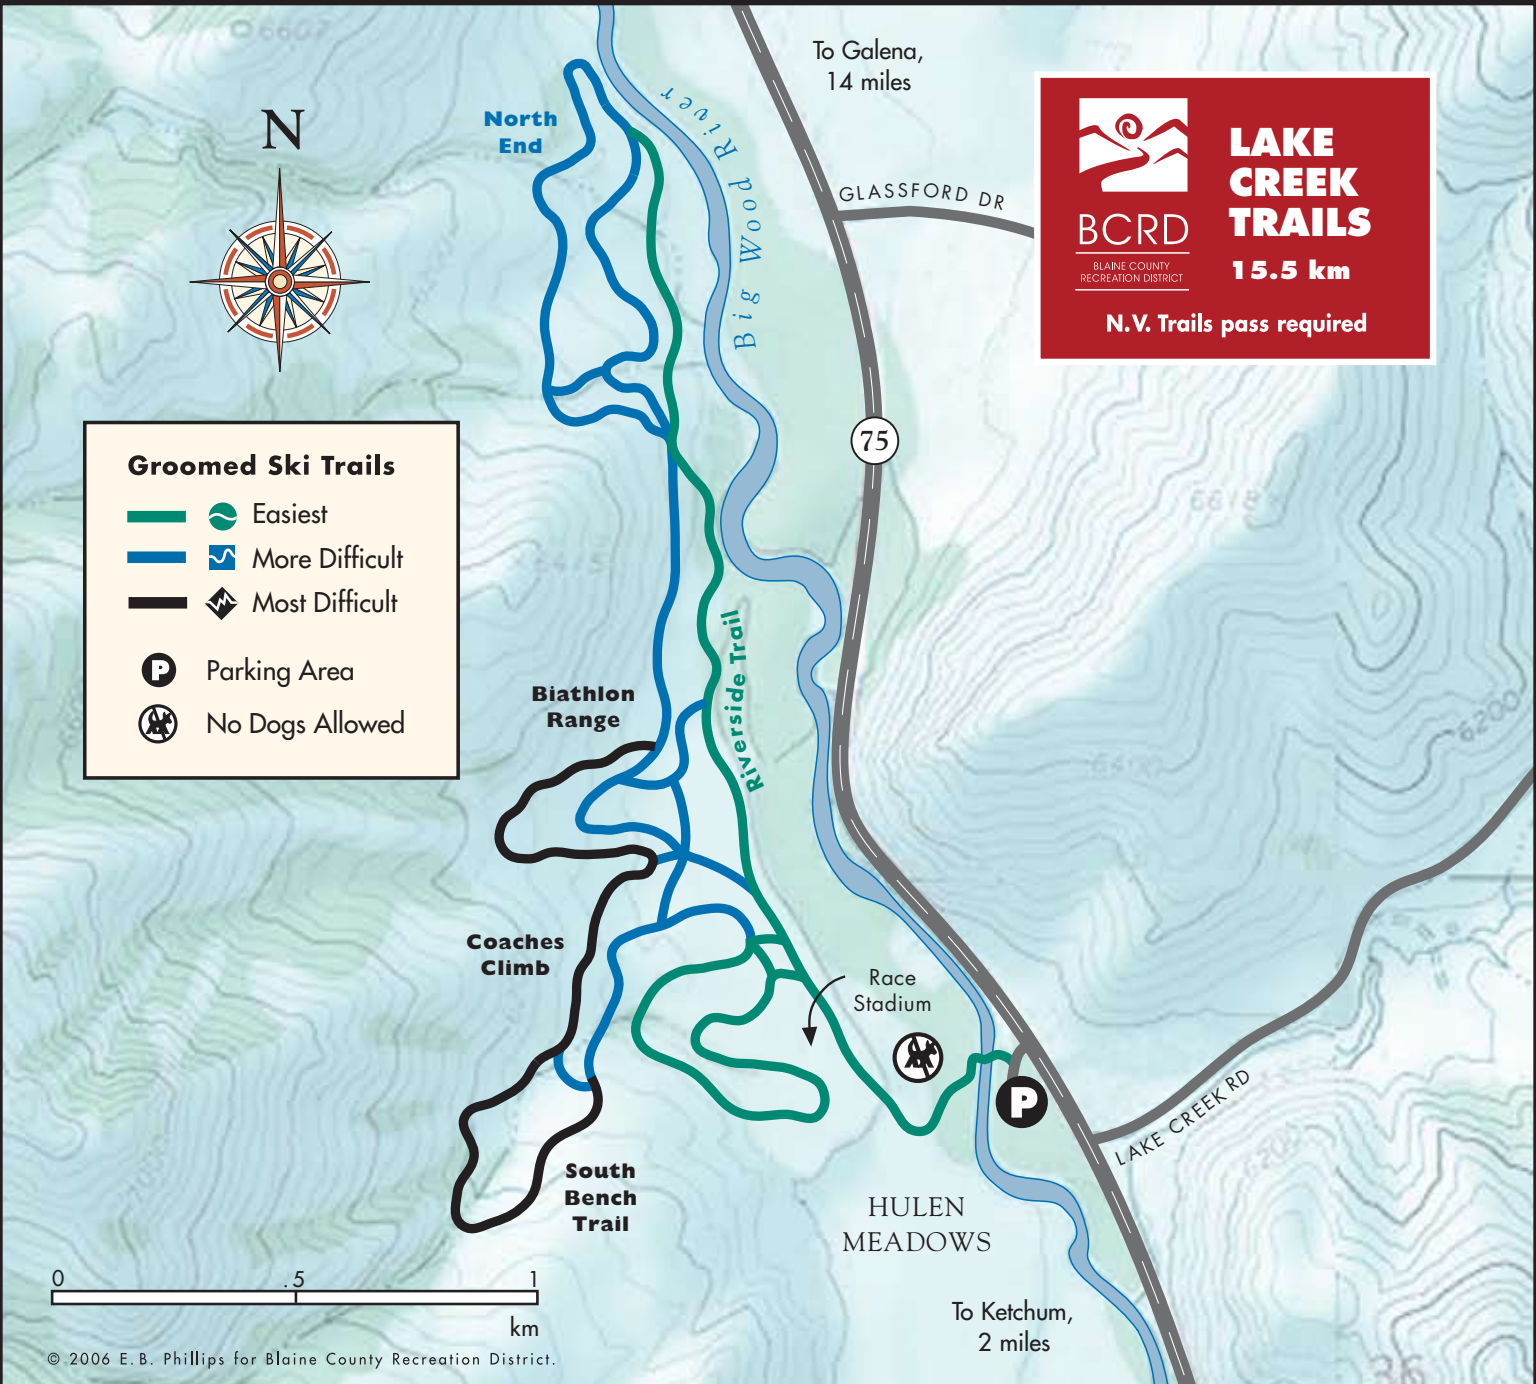 To Galena,
14 miles
N
North
End
Big Wood River
GLASSFORD DR
BCRD
BLAINE COUNTY
RECREATION DISTRICT
LAKE
CREEK
TRAILS
15.5 km
N.V. Trails pass required
75
Groomed Ski Trails
Easiest
More Difficult
Most Difficult
P
Parking Area
No Dogs Allowed
6618
6200
Riverside Trail
Biathlon
Range
Coaches
Climb
Race
Stadium
P
LAKE CREEK RD
South
Bench
Trail
HULEN
MEADOWS
0 .5 1
km
To Ketchum,
2 miles
© 2006 E.B. Phillips for Blaine County Recreation District.
36